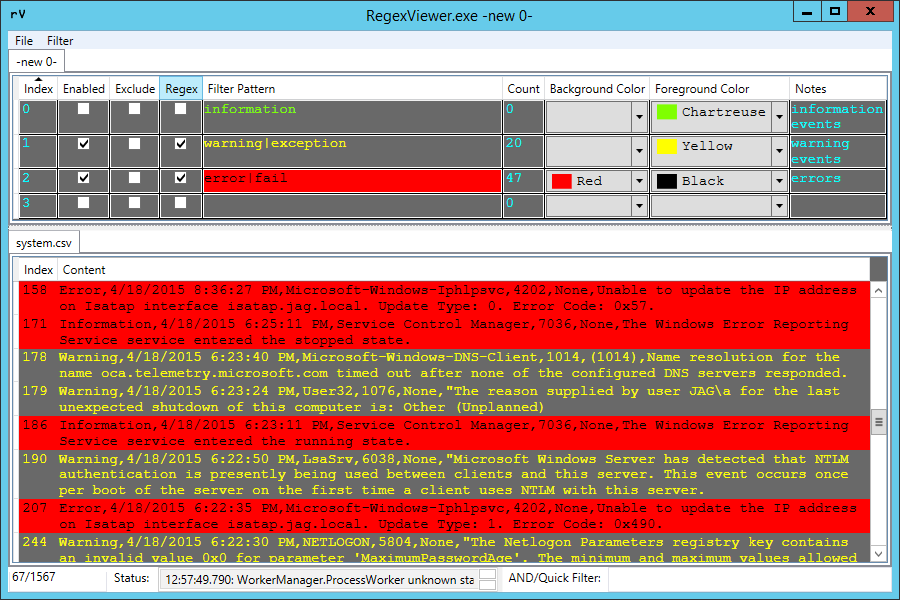 rV
RegexViewer.exe -new 0-
File Filter
-new 0-
Index Enabled Exclude Regex Filter Pattern Count Background Color Foreground Color Notes
0 information 0 Chartreuse information
events
1 warning|exception 20 Yellow warning
events
2 error|fail 47 Red Black errors
3 0
system.csv
Index Content
158 Error,4/18/2015 8:36:27 PM,Microsoft-Windows-Iphlpsvc,4202,None,Unable to update the IP address
on Isatap interface isatap.jag.local. Update Type: 0. Error Code: 0x57.
171 Information,4/18/2015 6:25:11 PM,Service Control Manager,7036,None,The Windows Error Reporting
Service service entered the stopped state.
178 Warning,4/18/2015 6:23:40 PM,Microsoft-Windows-DNS-Client,1014,(1014),Name resolution for the
name oca.telemetry.microsoft.com timed out after none of the configured DNS servers responded.
179 Warning,4/18/2015 6:23:24 PM,User32,1076,None,"The reason supplied by user JAG\a for the last
unexpected shutdown of this computer is: Other (Unplanned)
186 Information,4/18/2015 6:23:11 PM,Service Control Manager,7036,None,The Windows Error Reporting
Service service entered the running state.
190 Warning,4/18/2015 6:22:50 PM,LsaSrv,6038,None,"Microsoft Windows Server has detected that NTLM
authentication is presently being used between clients and this server. This event occurs once
per boot of the server on the first time a client uses NTLM with this server.
207 Error,4/18/2015 6:22:35 PM,Microsoft-Windows-Iphlpsvc,4202,None,Unable to update the IP address
on Isatap interface isatap.jag.local. Update Type: 1. Error Code: 0x490.
244 Warning,4/18/2015 6:22:30 PM,NETLOGON,5804,None,"The Netlogon Parameters registry key contains
an invalid value 0x0 for parameter 'MaximumPasswordAge'. The minimum and maximum values allowed
67/1567 Status: 12:57:49.790: WorkerManager.ProcessWorker unknown sta AND/Quick Filter: